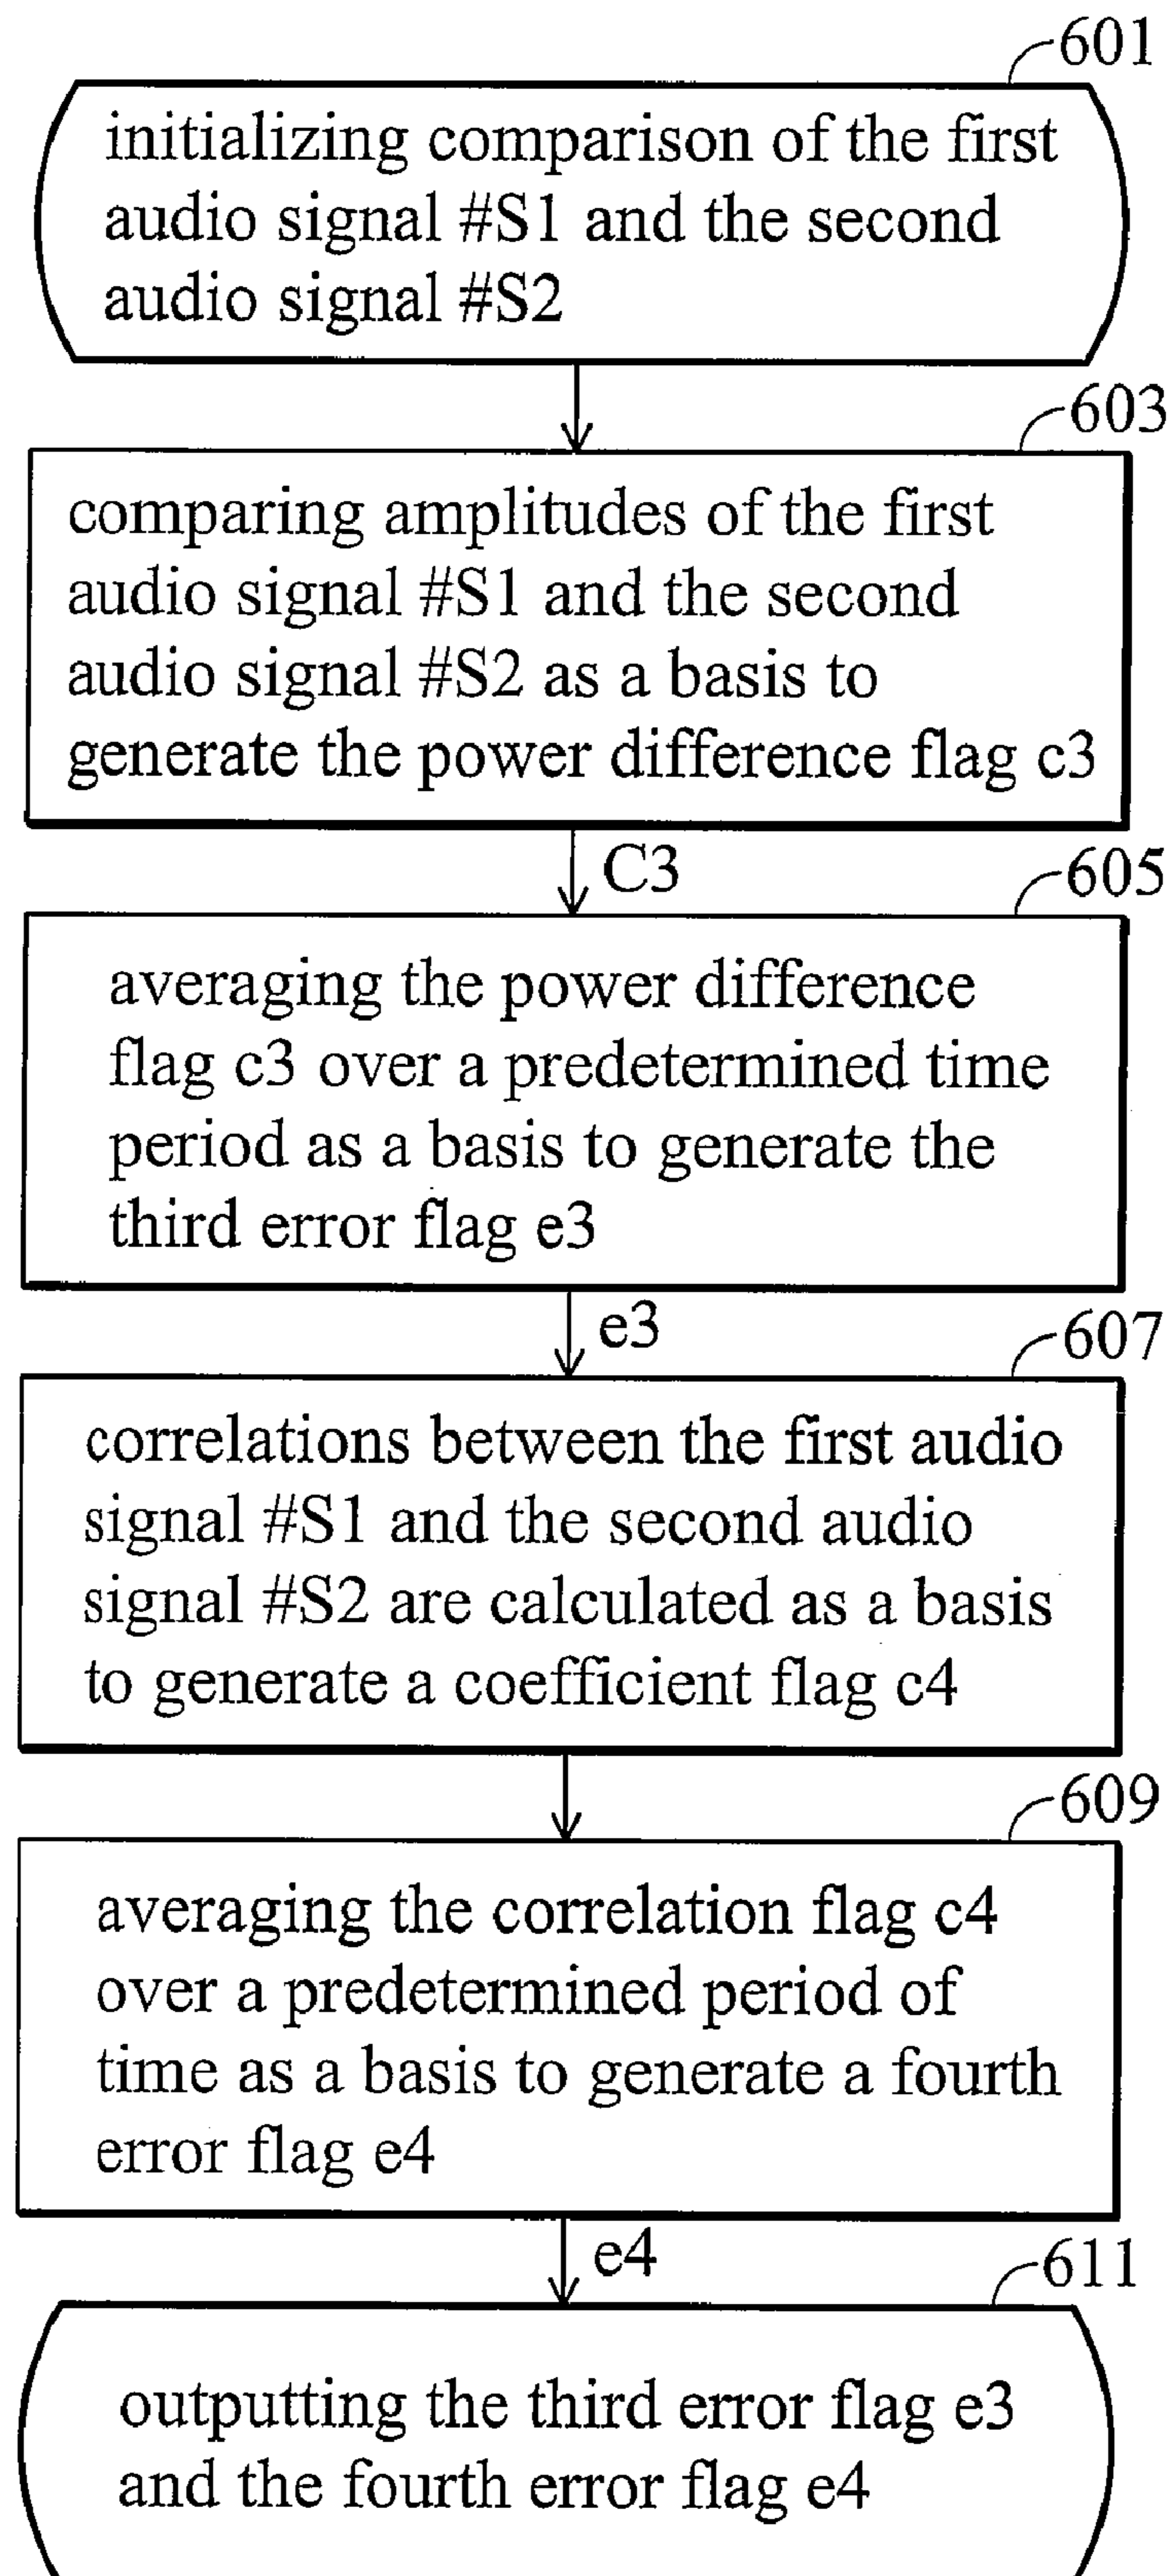 601
initializing comparison of the first
audio signal #S1 and the second
audio signal #S2
603
comparing amplitudes of the first
audio signal #S1 and the second
audio signal #S2 as a basis to
generate the power difference flag c3
C3
605
averaging the power difference
flag c3 over a predetermined time
period as a basis to generate the
third error flag e3
e3
607
correlations between the first audio
signal #S1 and the second audio
signal #S2 are calculated as a basis
to generate a coefficient flag c4
609
averaging the correlation flag c4
over a predetermined period of
time as a basis to generate a fourth
error flag e4
e4
611
outputting the third error flag e3
and the fourth error flag e4